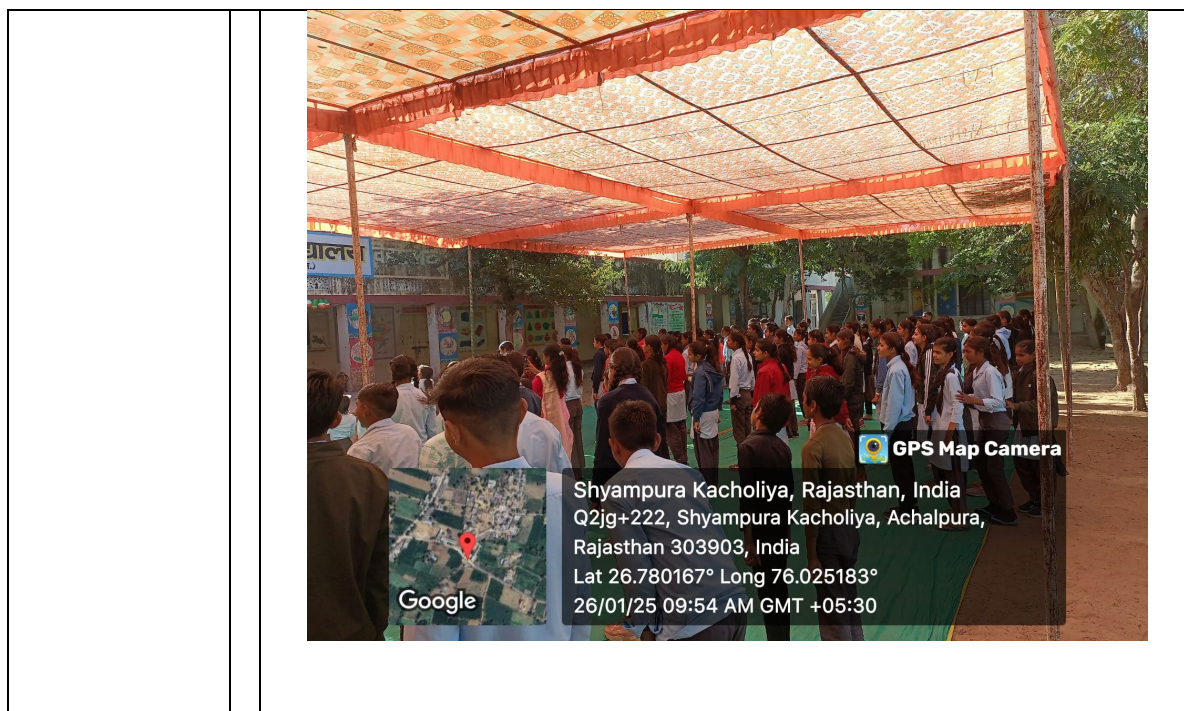 GPS Map Camera
Shyampura Kacholiya, Rajasthan, India
Q2jg+222, Shyampura Kacholiya, Achalpura,
Rajasthan 303903, India
Lat 26.780167° Long 76.025183°
26/01/25 09:54 AM GMT +05:30
Google